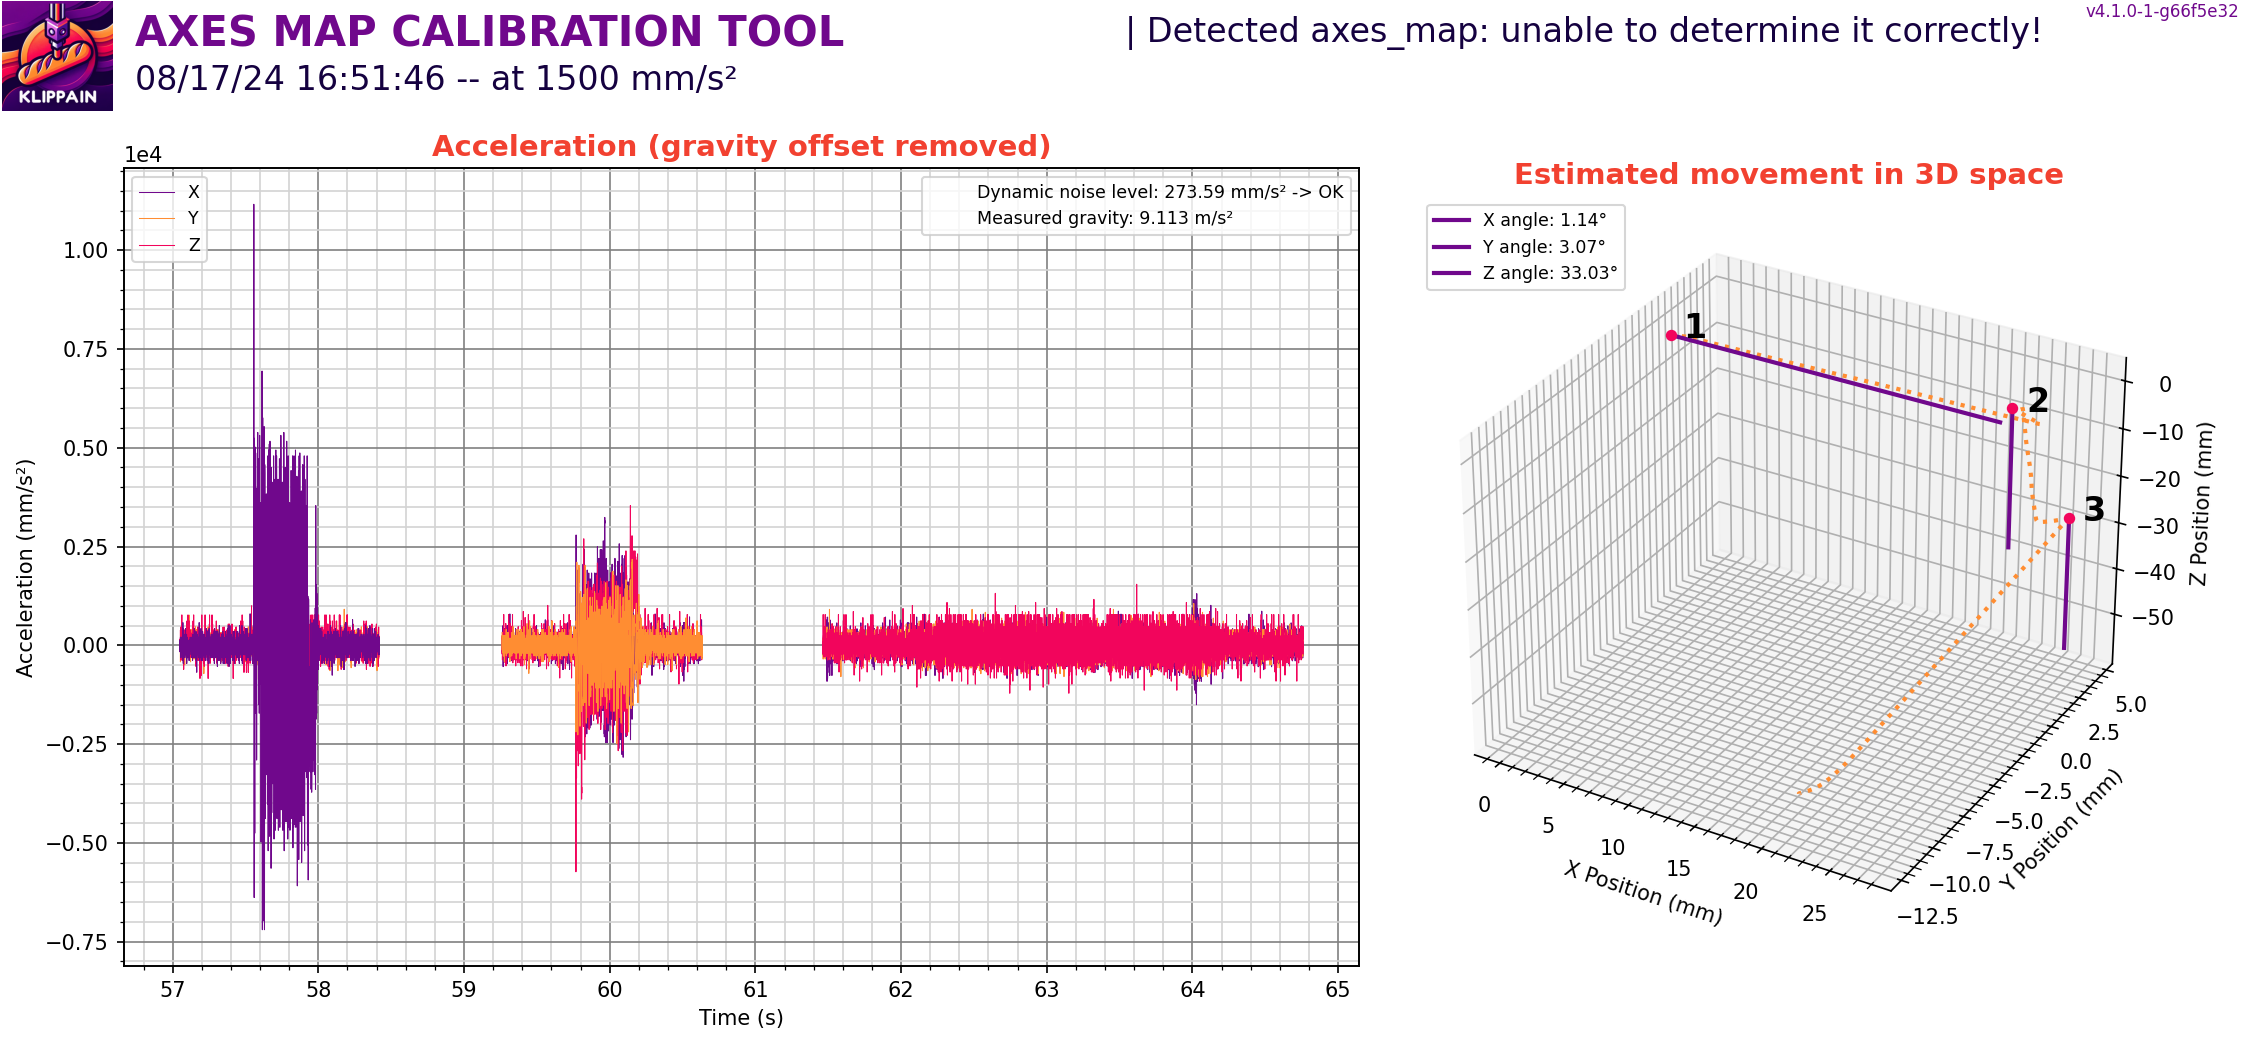 KLIPPAIN
AXES MAP CALIBRATION TOOL
08/17/24 16:51:46 -- at 1500 mm/s²
| Detected axes_map: unable to determine it correctly!
v4.1.0-1-g66f5e32
Acceleration (gravity offset removed)
1e4
X
Y
Z
Dynamic noise level: 273.59 mm/s² -> OK
Measured gravity: 9.113 m/s²
Acceleration (mm/s²)
1.00
0.75
0.50
0.25
0.00
−0.25
−0.50
−0.75
57 58 59 60 61 62 63 64 65
Time (s)
Estimated movement in 3D space
X angle: 1.14°
Y angle: 3.07°
Z angle: 33.03°
1
2
3
0
−10
−20
−30
−40
−50
Z Position (mm)
5.0
2.5
0.0
−2.5
−5.0
−7.5
−10.0
−12.5
Y Position (mm)
0
5
10
15
20
25
X Position (mm)